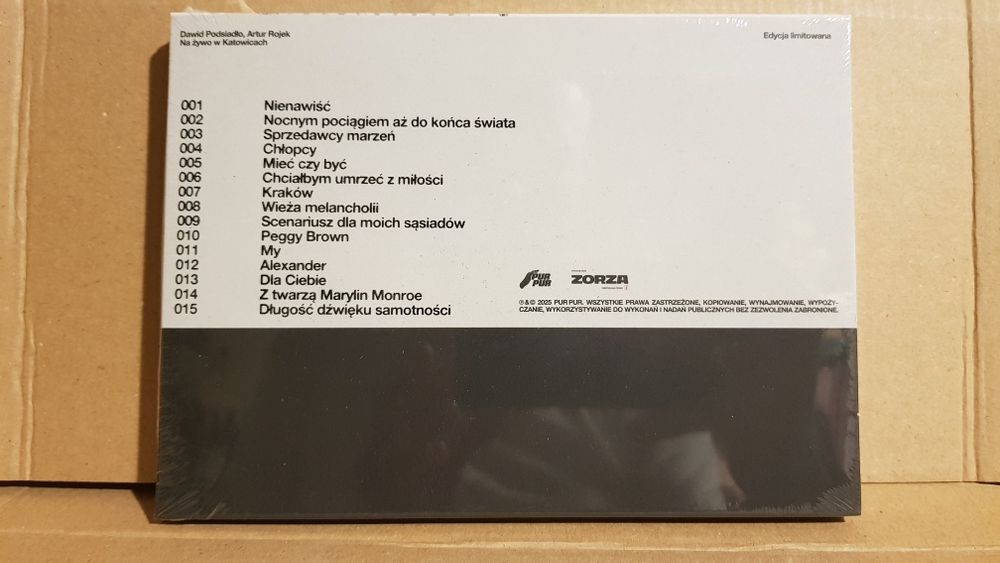 Dawid Podsiadło, Artur Rojek
Na żywo w Katowicach
Edycja limitowana
001 Nienawiść
002 Nocnym pociągiem aż do końca świata
003 Sprzedawcy marzeń
004 Chłopcy
005 Mieć czy być
006 Chciałbym umrzeć z miłości
007 Kraków
008 Wieża melancholii
009 Scenariusz dla moich sąsiadów
010 Peggy Brown
011 My
012 Alexander
013 Dla Ciebie
014 Z twarzą Marylin Monroe
015 Długość dźwięku samotności
PUR
PUR
ZORZA
℗&© 2025 PUR PUR. WSZYSTKIE PRAWA ZASTRZEŻONE, KOPIOWANIE, WYNAJMOWANIE, WYPOŻY-
CZANIE, WYKORZYSTYWANIE DO WYKONAŃ I NADAŃ PUBLICZNYCH BEZ ZEZWOLENIA ZABRONIONE.